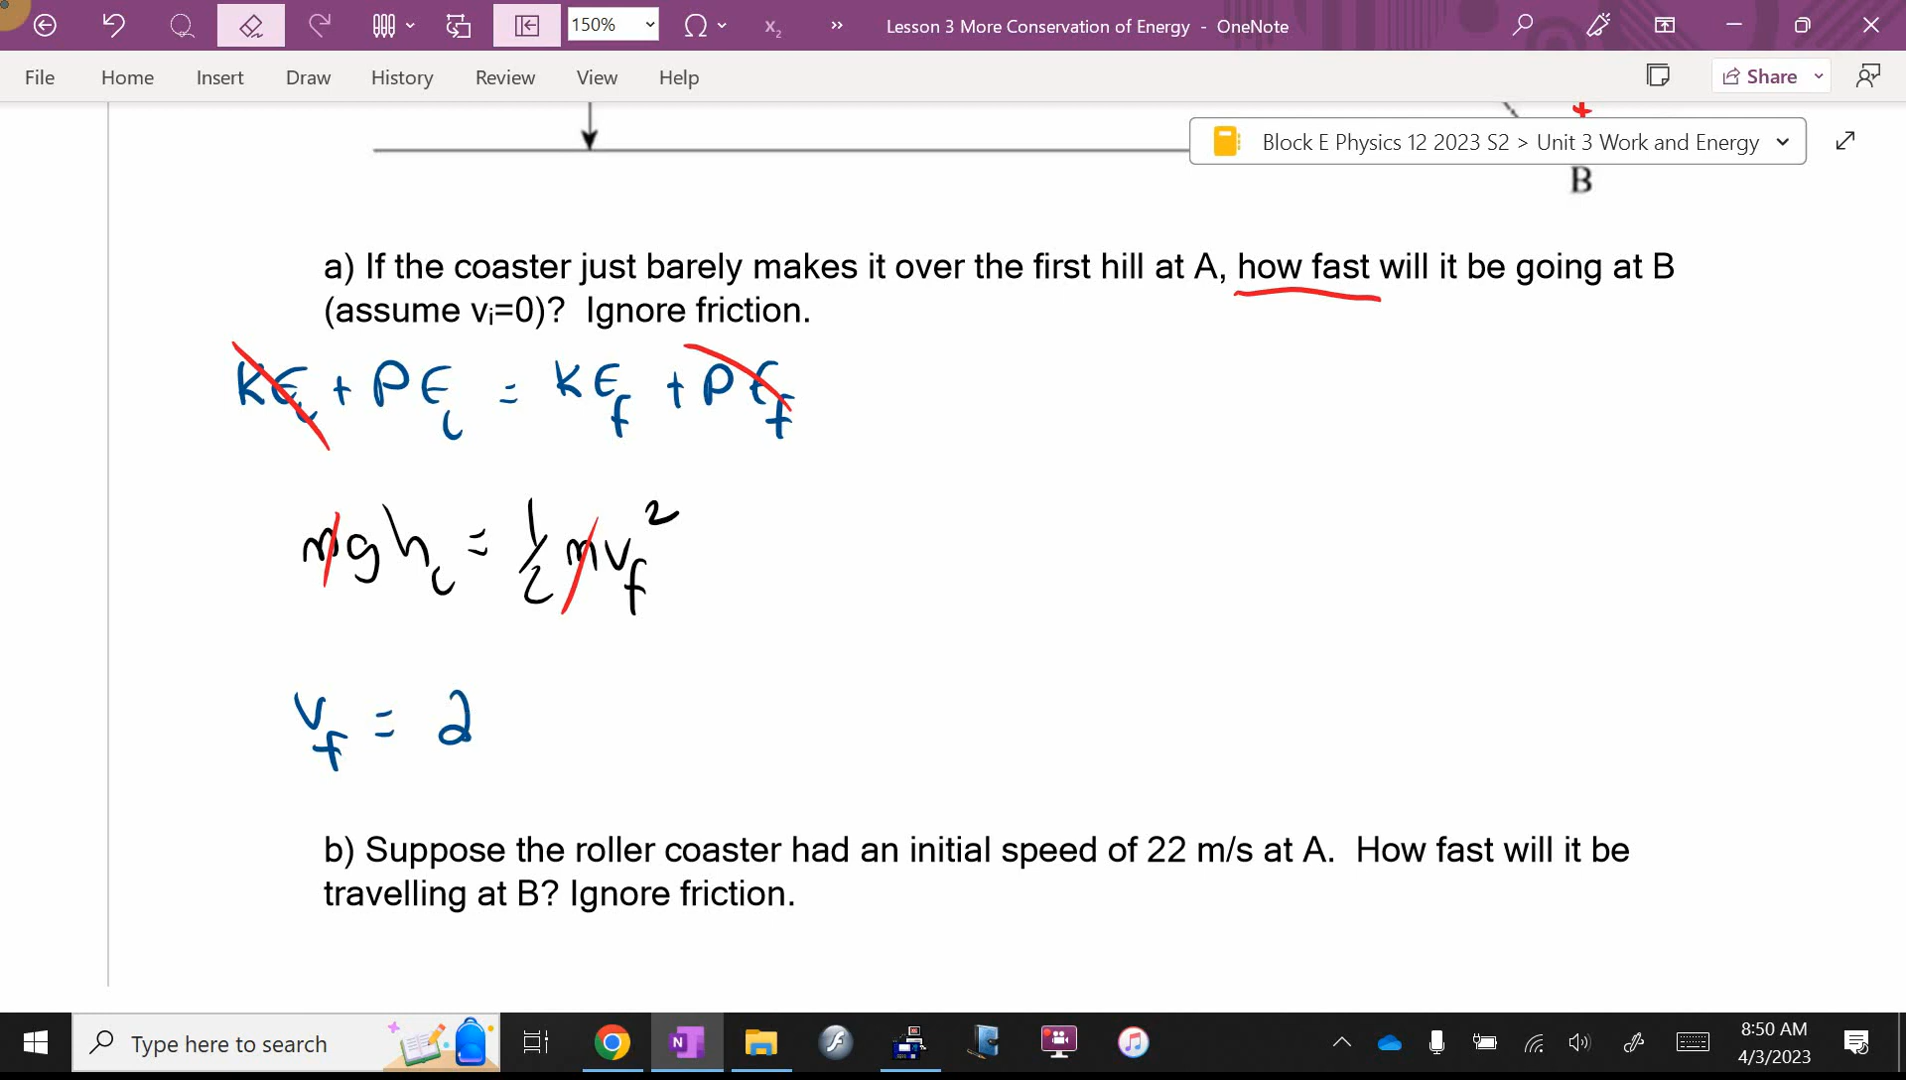 150%
Lesson 3 More Conservation of Energy - OneNote
File Home Insert Draw History Review View Help
Share
Block E Physics 12 2023 S2 > Unit 3 Work and Energy
B
a) If the coaster just barely makes it over the first hill at A, how fast will it be going at B
(assume vᵢ=0)?  Ignore friction.
KEᵢ + PEᵢ = KE_f + PE_f
mghᵢ = 1/2 mv_f²
v_f = 2
b) Suppose the roller coaster had an initial speed of 22 m/s at A.  How fast will it be
travelling at B? Ignore friction.
Type here to search
8:50 AM
4/3/2023